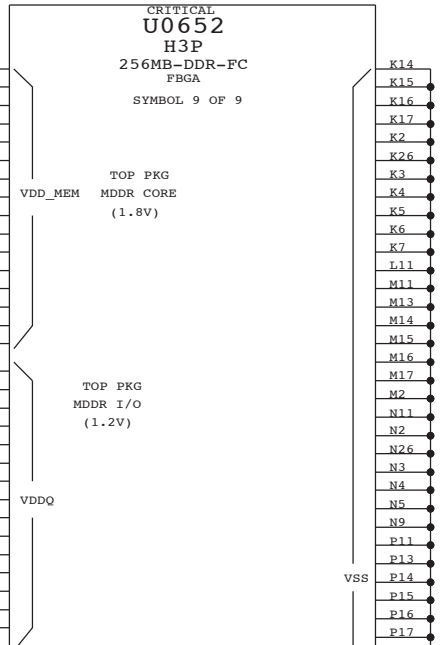 CRITICAL
U0652
H3P
256MB-DDR-FC
FBGA
SYMBOL 9 OF 9
K14
K15
K16
K17
K2
K26
TOP PKG
K3
VDD_MEM MDDR CORE
K4
(1.8V)
K5
K6
K7
L11
M11
M13
M14
M15
M16
M17
TOP PKG
M2
MDDR I/O
N11
(1.2V)
N2
N26
N3
N4
VDDQ
N5
N9
P11
P13
VSS
P14
P15
P16
P17